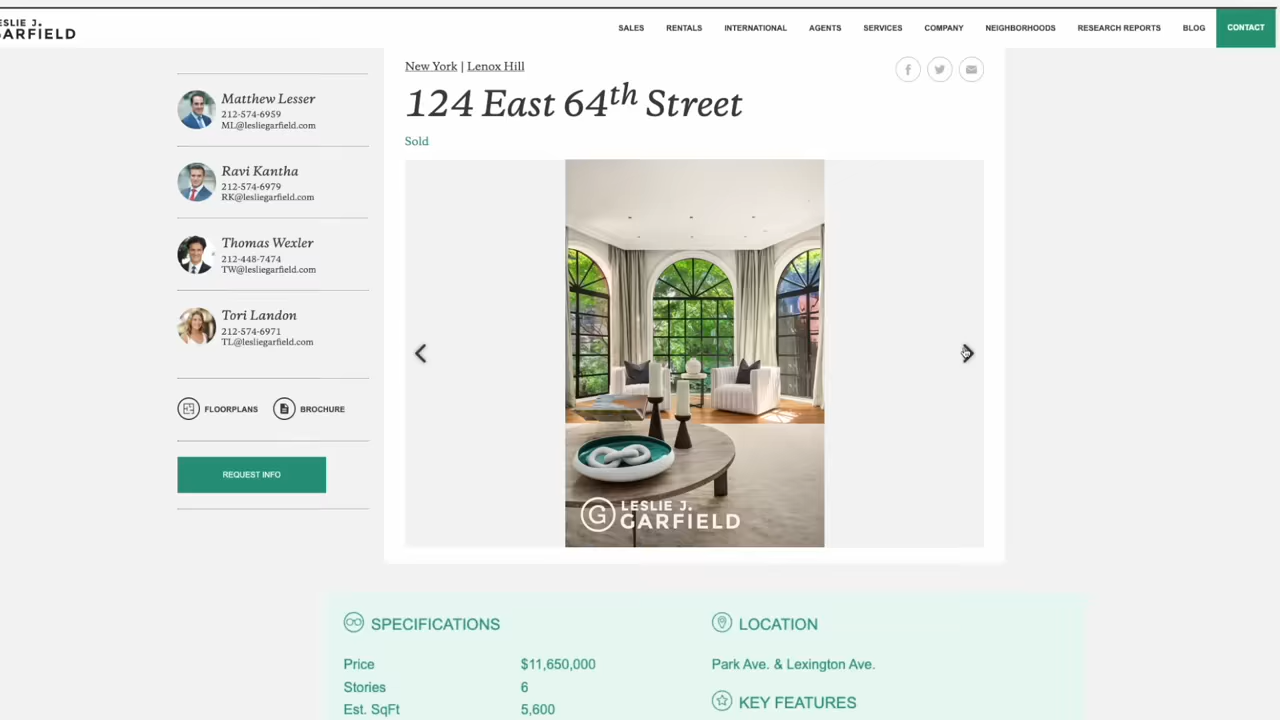 ESLIE J.
GARFIELD
SALES RENTALS INTERNATIONAL AGENTS SERVICES COMPANY NEIGHBORHOODS RESEARCH REPORTS BLOG CONTACT
New York | Lenox Hill
124 East 64th Street
Sold
Matthew Lesser
212-574-6959
ML@lesliegarfield.com
Ravi Kantha
212-574-6979
RK@lesliegarfield.com
Thomas Wexler
212-448-7474
TW@lesliegarfield.com
Tori Landon
212-574-6971
TL@lesliegarfield.com
FLOORPLANS BROCHURE
REQUEST INFO
G LESLIE J.
GARFIELD
SPECIFICATIONS
Price $11,650,000
Stories 6
Est. SqFt 5,600
LOCATION
Park Ave. & Lexington Ave.
KEY FEATURES